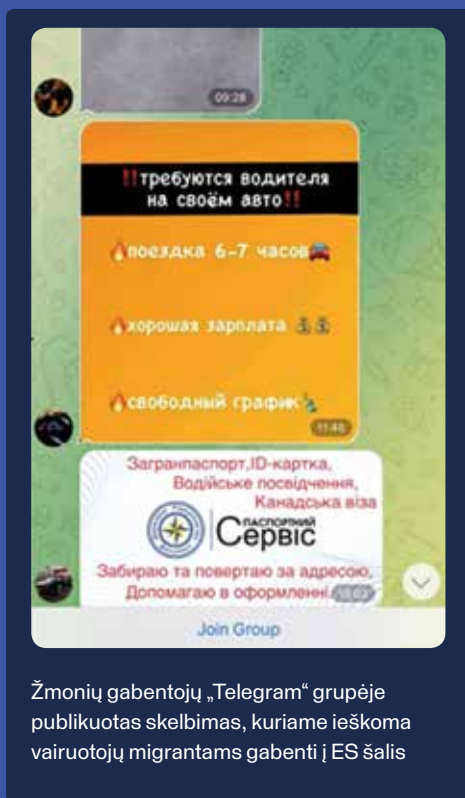 09:28
‼требуются водителя
на своём авто‼
🔥поездка 6-7 часов🚘
🔥хорошая зарплата 💰💰
🔥свободный график
11:46
Загранпаспорт,ID-картка,
Водійське посвідчення,
Канадська віза
ПАСПОРТНИЙ
Сервіс
Забираю та повертаю за адресою,
Допомагаю в оформленні
Join Group
Žmonių gabentojų „Telegram“ grupėje
publikuotas skelbimas, kuriame ieškoma
vairuotojų migrantams gabenti į ES šalis